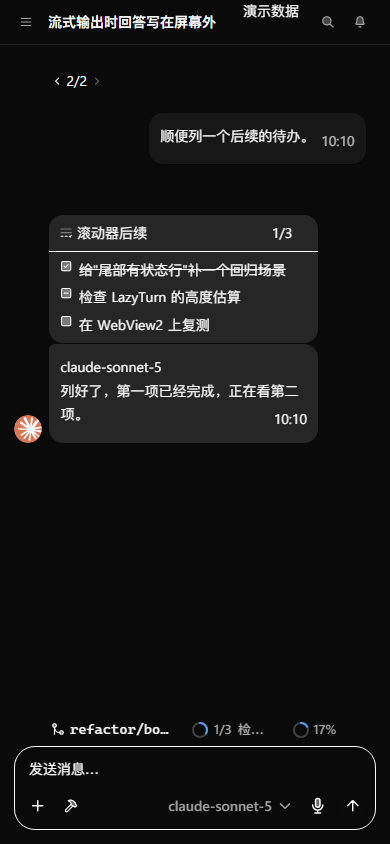 流式输出时回答写在屏幕外
演示数据
2/2
顺便列一个后续的待办。 10:10
滚动器后续 1/3
给"尾部有状态行"补一个回归场景
检查 LazyTurn 的高度估算
在 WebView2 上复测
claude-sonnet-5
列好了，第一项已经完成，正在看第二
项。 10:10
refactor/bo… 1/3 检… 17%
发送消息...
claude-sonnet-5